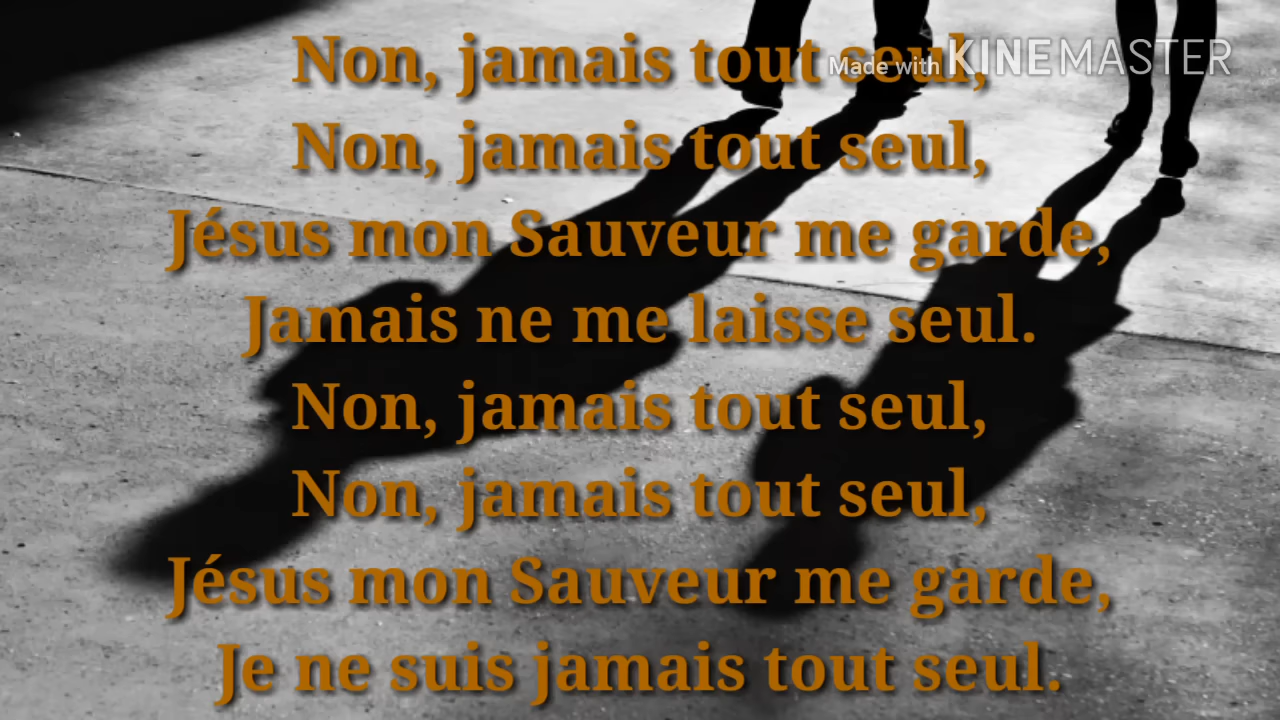 Non, jamais tout seul,
Made with KINEMASTER
Non, jamais tout seul,
Jésus mon Sauveur me garde,
Jamais ne me laisse seul.
Non, jamais tout seul,
Non, jamais tout seul,
Jésus mon Sauveur me garde,
Je ne suis jamais tout seul.